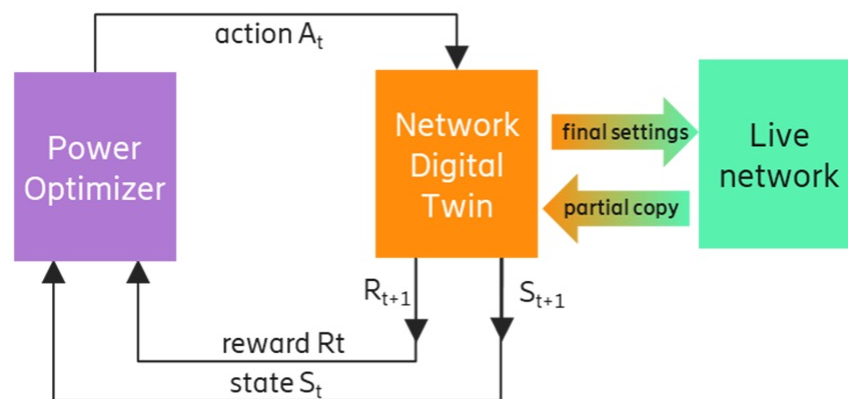 action Aₜ
Power
Optimizer
Network
Digital
Twin
final settings
partial copy
Live
network
Rₜ₊₁
Sₜ₊₁
reward Rt
state Sₜ